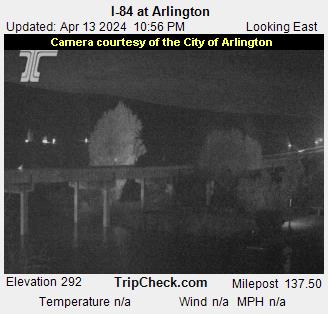 I-84 at Arlington
Updated: Apr 13 2024 10:56 PM Looking East
Camera courtesy of the City of Arlington
Elevation 292 TripCheck.com Milepost 137.50
Temperature n/a Wind n/a MPH n/a